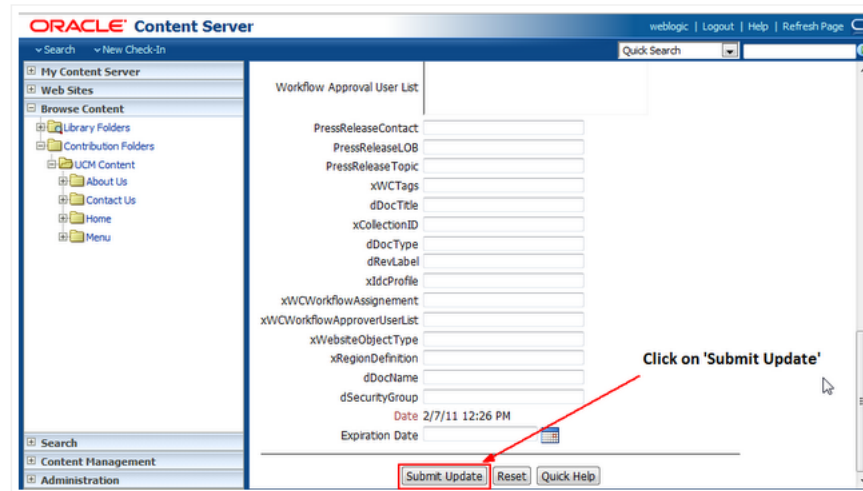 ORACLE Content Server
weblogic | Logout | Help | Refresh Page
Search New Check-In
Quick Search
My Content Server
Web Sites
Browse Content
Library Folders
Contribution Folders
UCM Content
About Us
Contact Us
Home
Menu
Search
Content Management
Administration
Workflow Approval User List
PressReleaseContact
PressReleaseLOB
PressReleaseTopic
xWCTags
dDocTitle
xCollectionID
dDocType
dRevLabel
xIdcProfile
xWCWorkflowAssignement
xWCWorkflowApproverUserList
xWebsiteObjectType
xRegionDefinition
dDocName
dSecurityGroup
Date 2/7/11 12:26 PM
Expiration Date
Submit Update Reset Quick Help
Click on 'Submit Update'